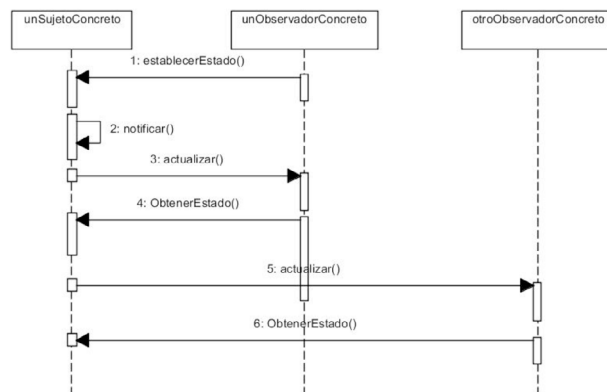 unSujetoConcreto
unObservadorConcreto
otroObservadorConcreto
1: establecerEstado()
2: notificar()
3: actualizar()
4: ObtenerEstado()
5: actualizar()
6: ObtenerEstado()